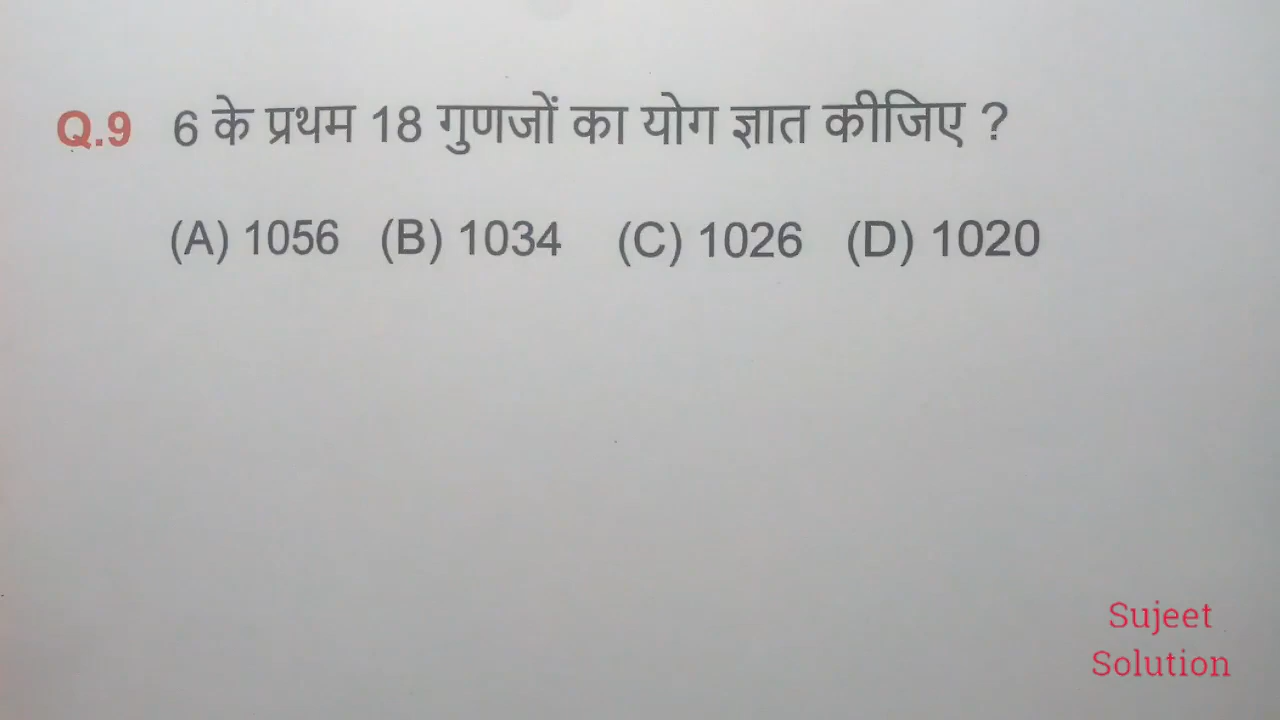 Q.9 6 के प्रथम 18 गुणजों का योग ज्ञात कीजिए ?
(A) 1056 (B) 1034 (C) 1026 (D) 1020
Sujeet
Solution